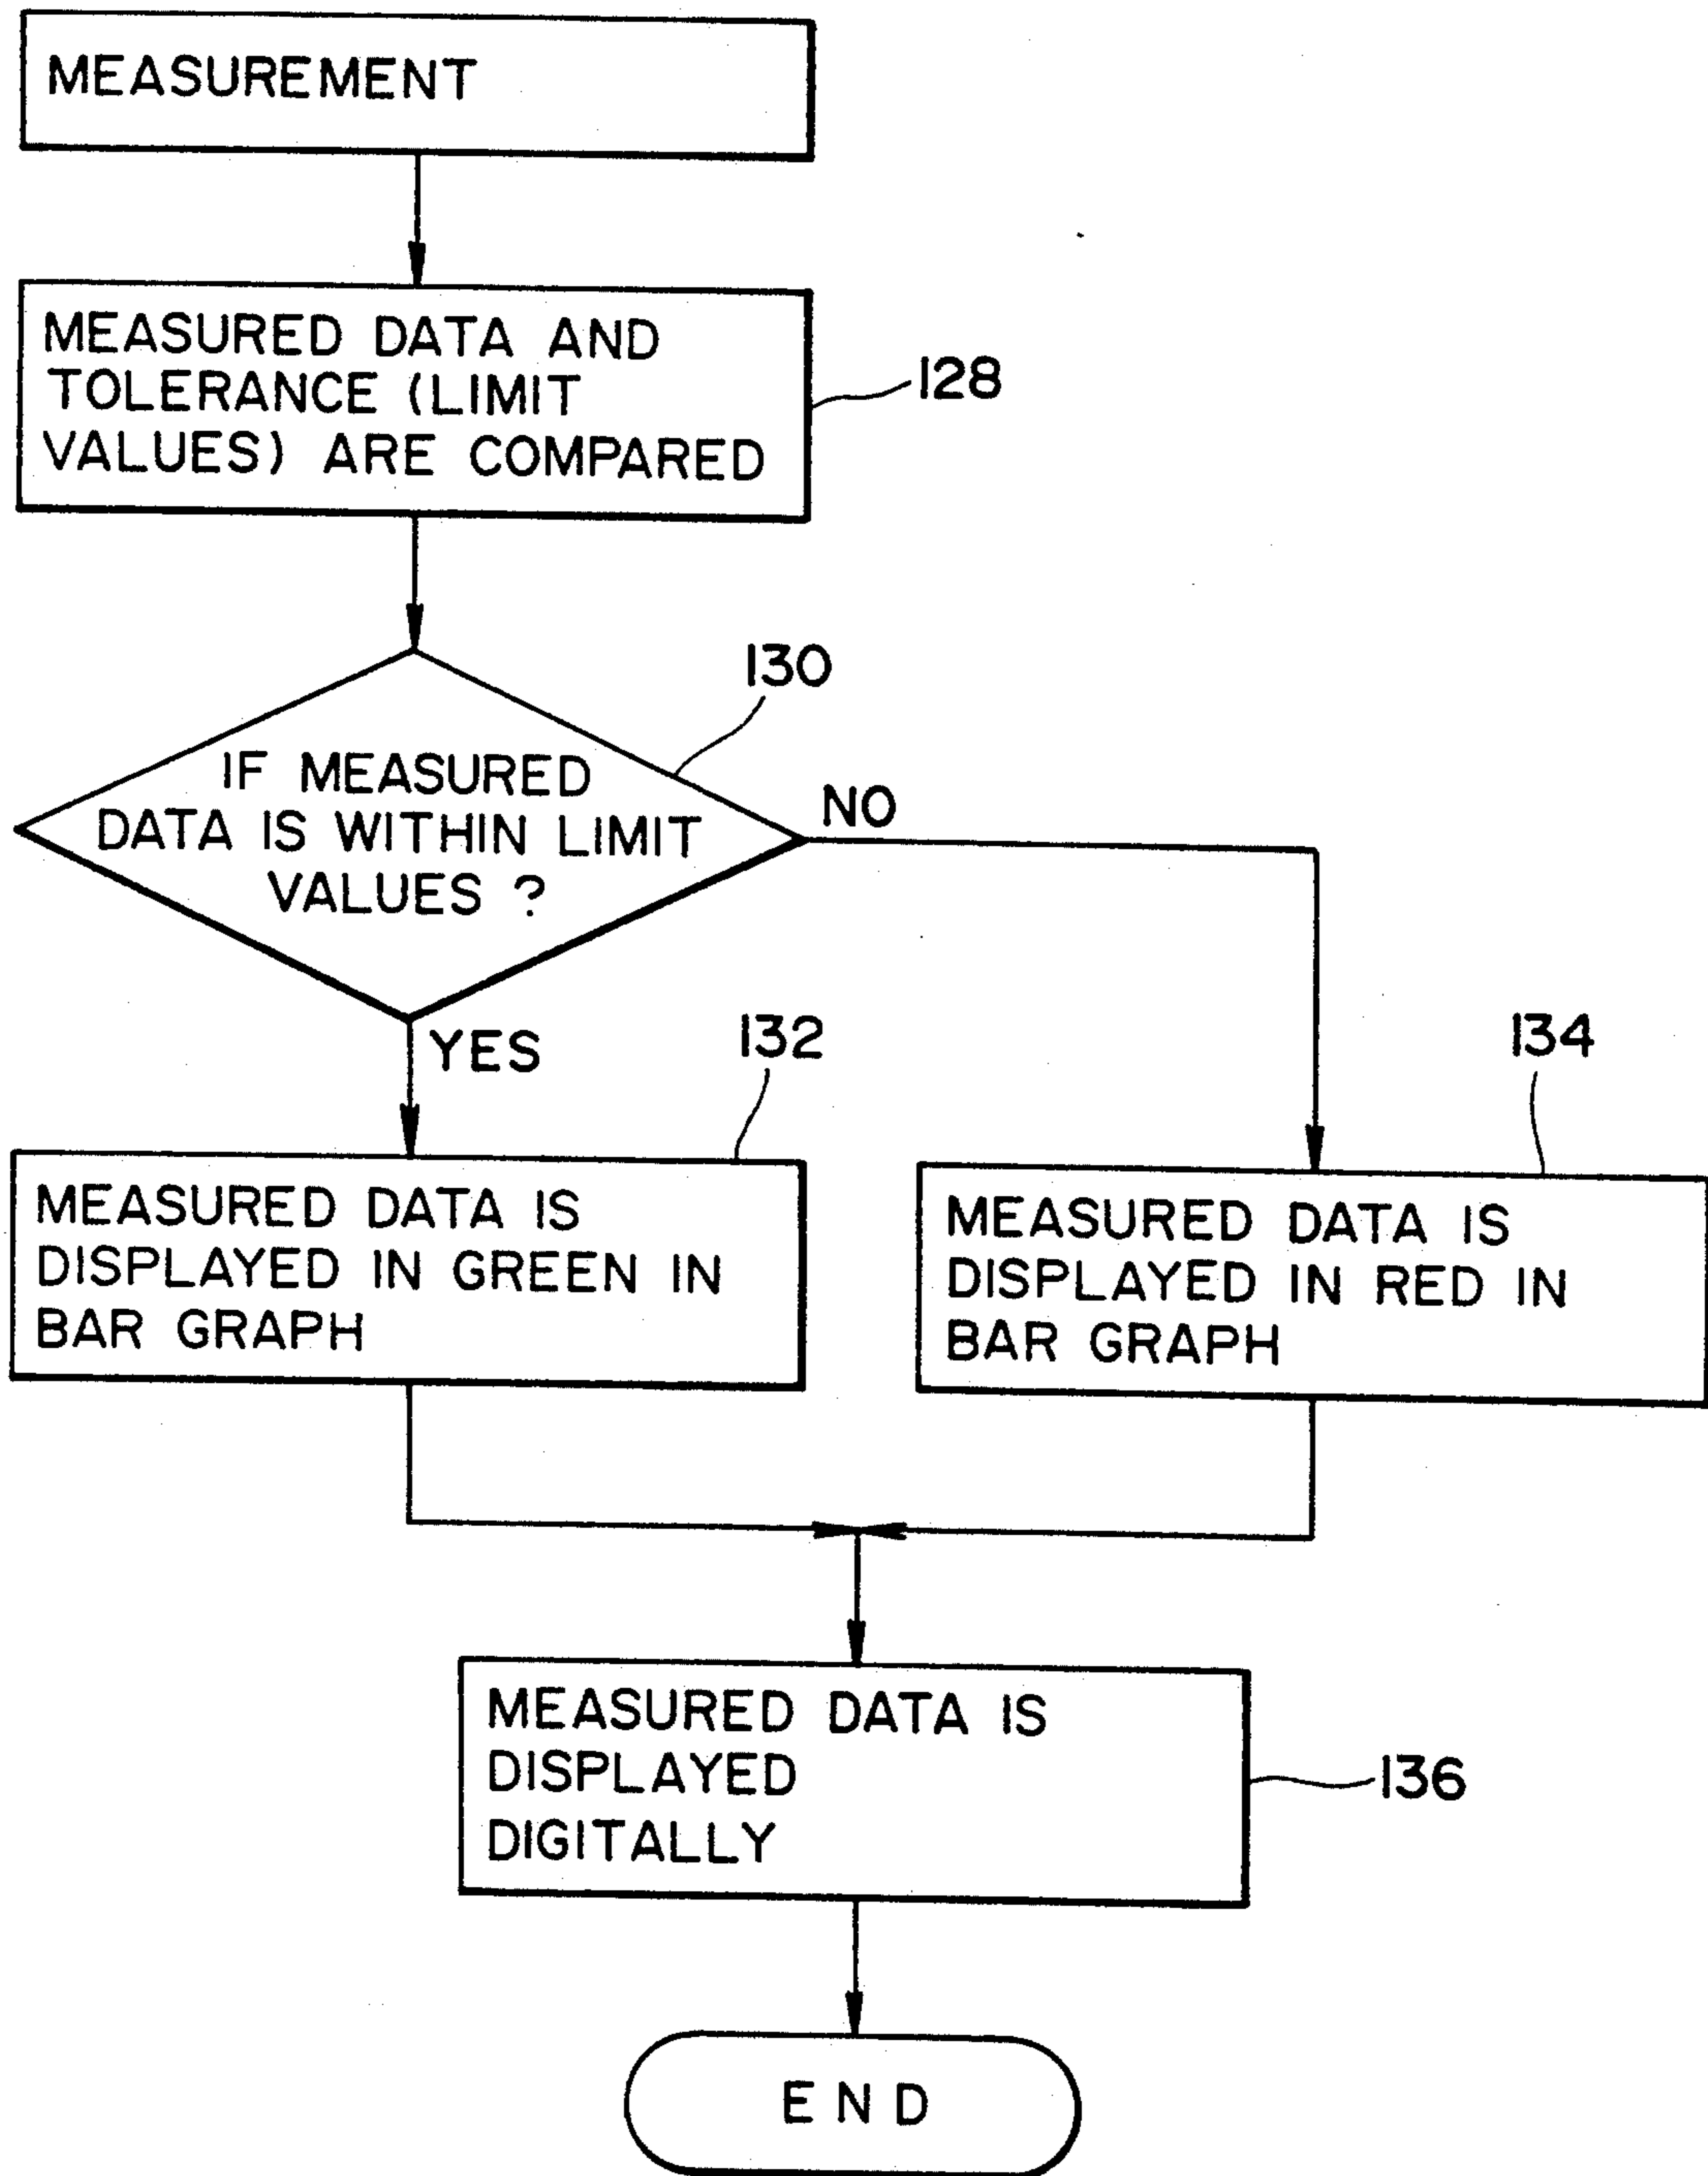 MEASUREMENT
MEASURED DATA AND
TOLERANCE (LIMIT
VALUES) ARE COMPARED
128
130
IF MEASURED
DATA IS WITHIN LIMIT
VALUES ?
NO
YES
132
134
MEASURED DATA IS
DISPLAYED IN GREEN IN
BAR GRAPH
MEASURED DATA IS
DISPLAYED IN RED IN
BAR GRAPH
MEASURED DATA IS
DISPLAYED
DIGITALLY
136
END